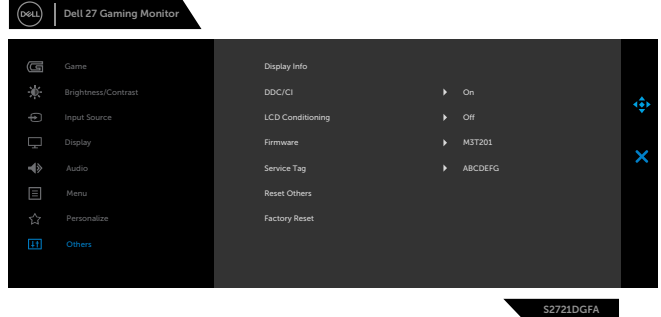 DELL
Dell 27 Gaming Monitor
Game
Display Info
Brightness/Contrast
DDC/CI
On
Input Source
LCD Conditioning
Off
Display
Firmware
M3T201
Audio
Service Tag
ABCDEFG
Menu
Reset Others
Personalize
Factory Reset
Others
S2721DGFA